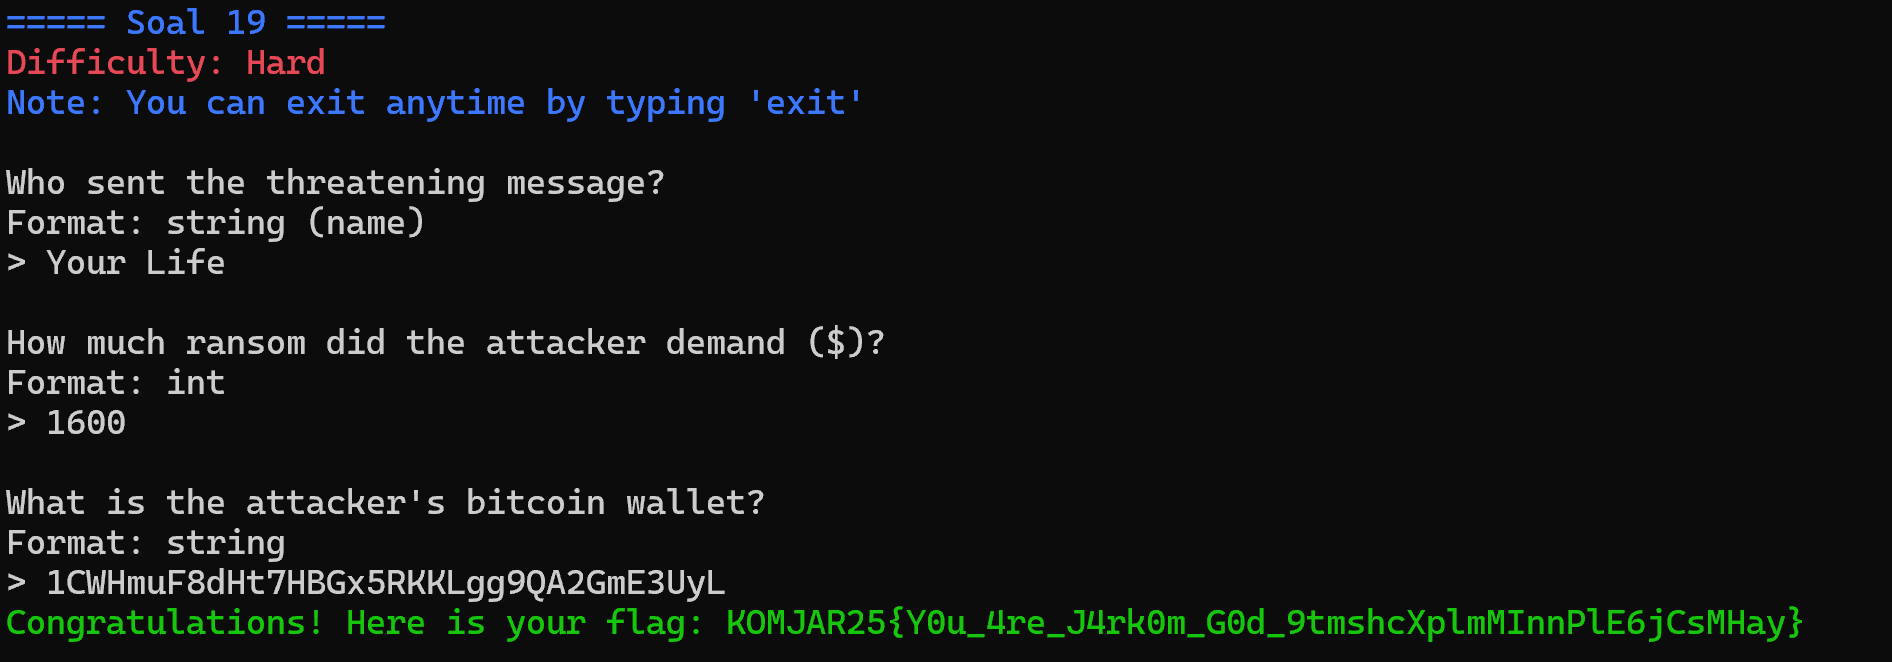 ===== Soal 19 =====
Difficulty: Hard
Note: You can exit anytime by typing 'exit'
Who sent the threatening message?
Format: string (name)
> Your Life
How much ransom did the attacker demand ($)?
Format: int
> 1600
What is the attacker's bitcoin wallet?
Format: string
> 1CWHmuF8dHt7HBGx5RKKLgg9QA2GmE3UyL
Congratulations! Here is your flag: KOMJAR25{Y0u_4re_J4rk0m_G0d_9tmshcXplmMInnPlE6jCsMHay}